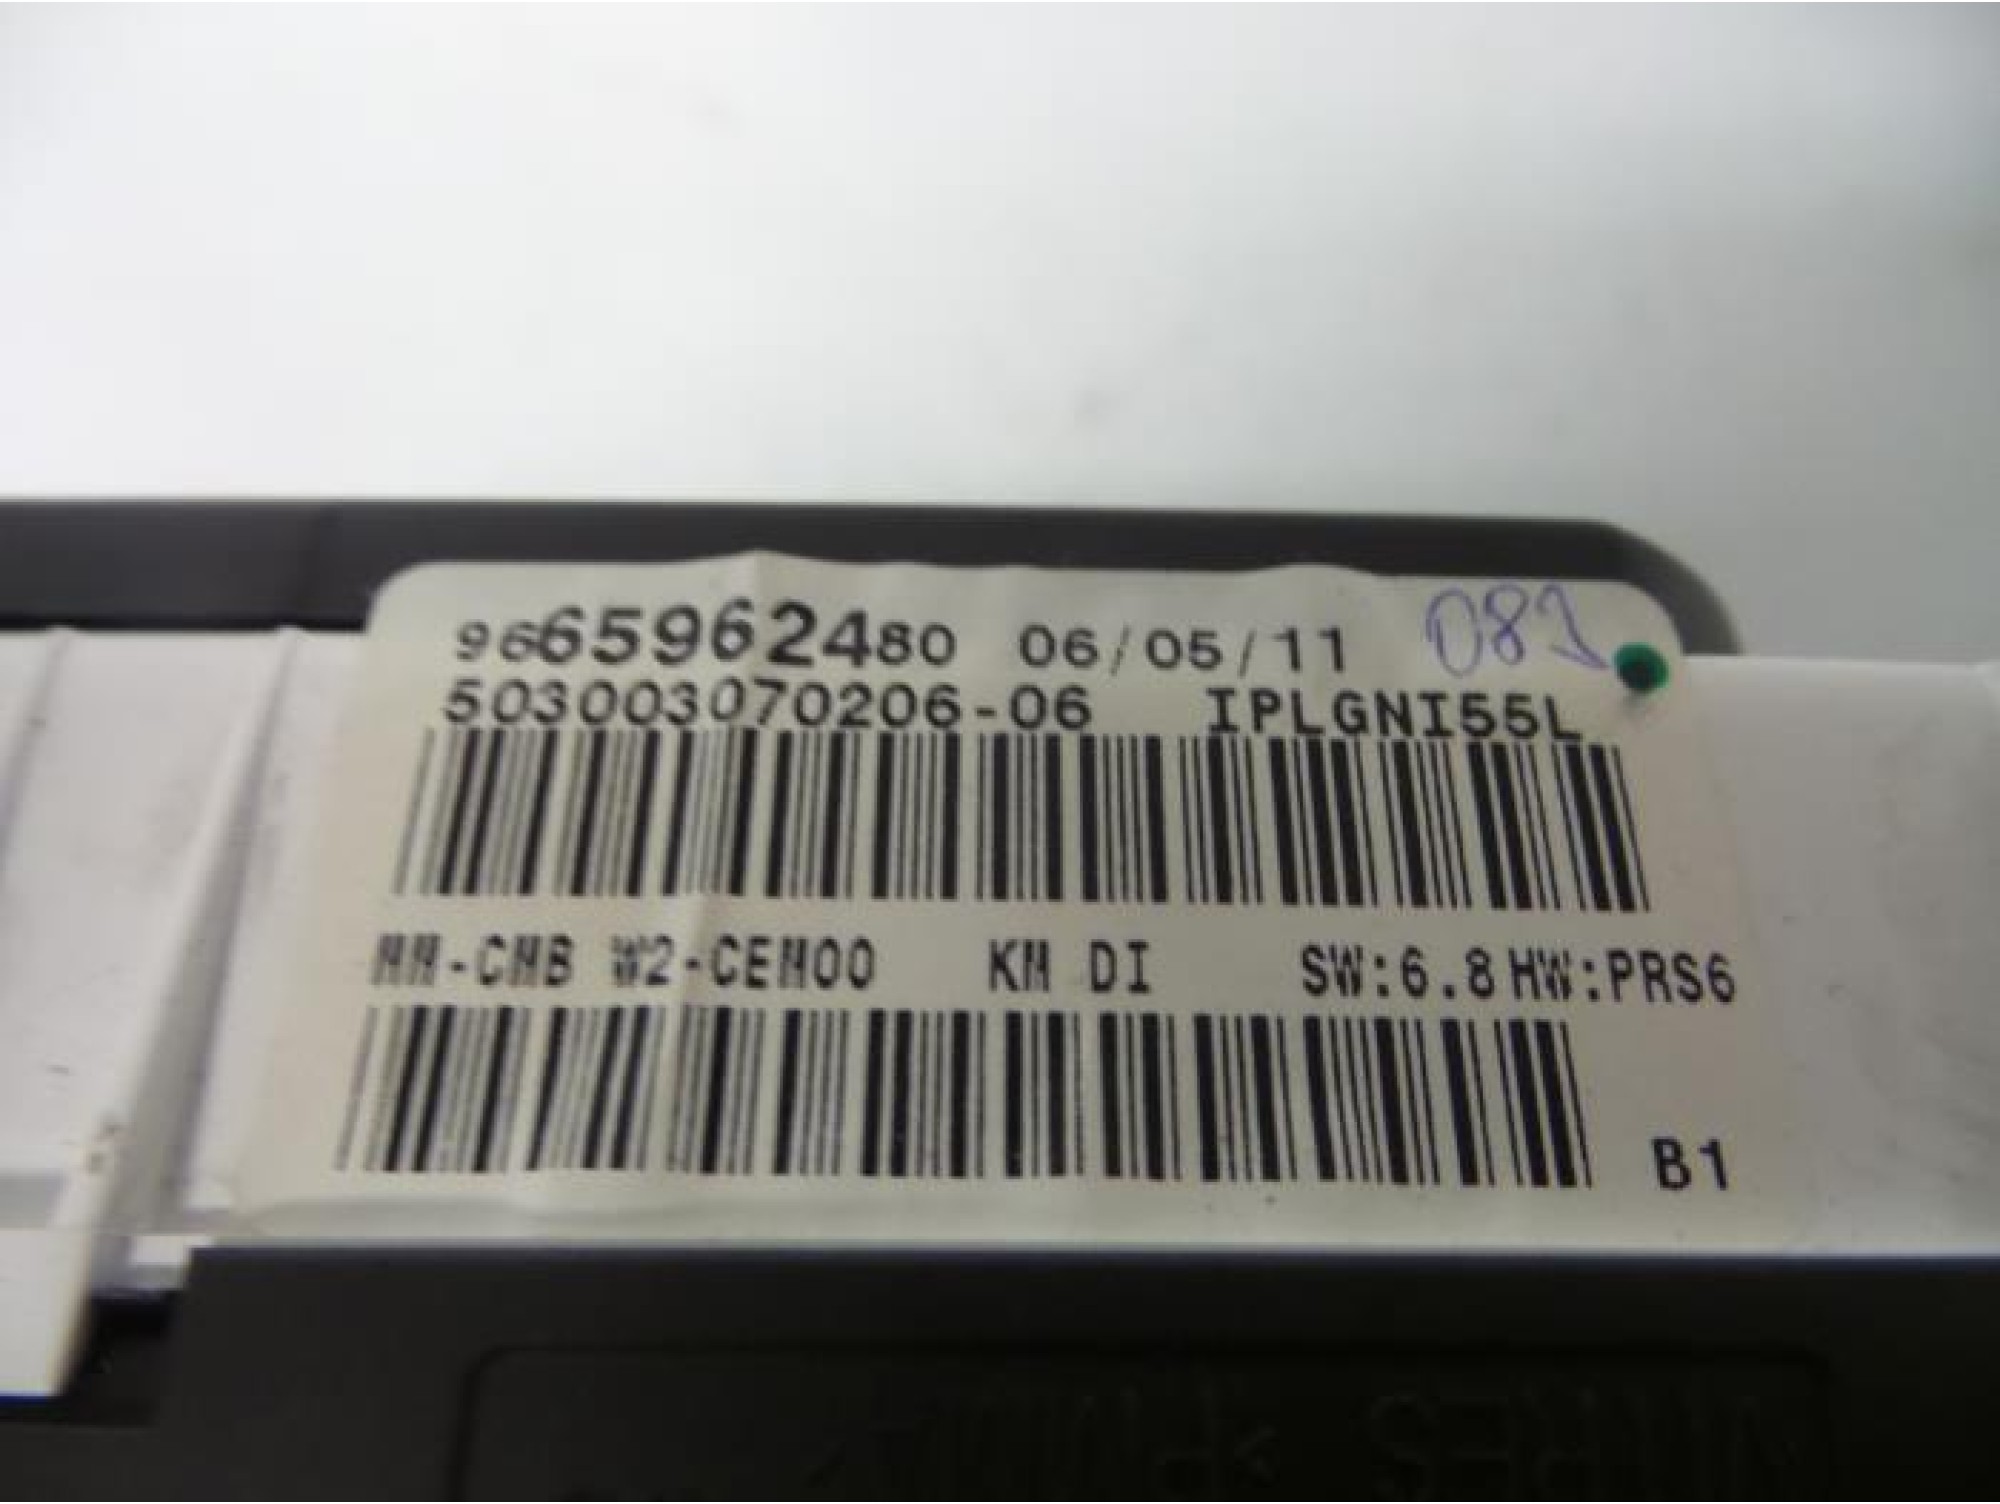 9665962480 06/05/11 081
503003070206-06 IPLGNI55L
MM-CMB W2-CEM00 KM DI SW:6.8 HW:PRS6
B1